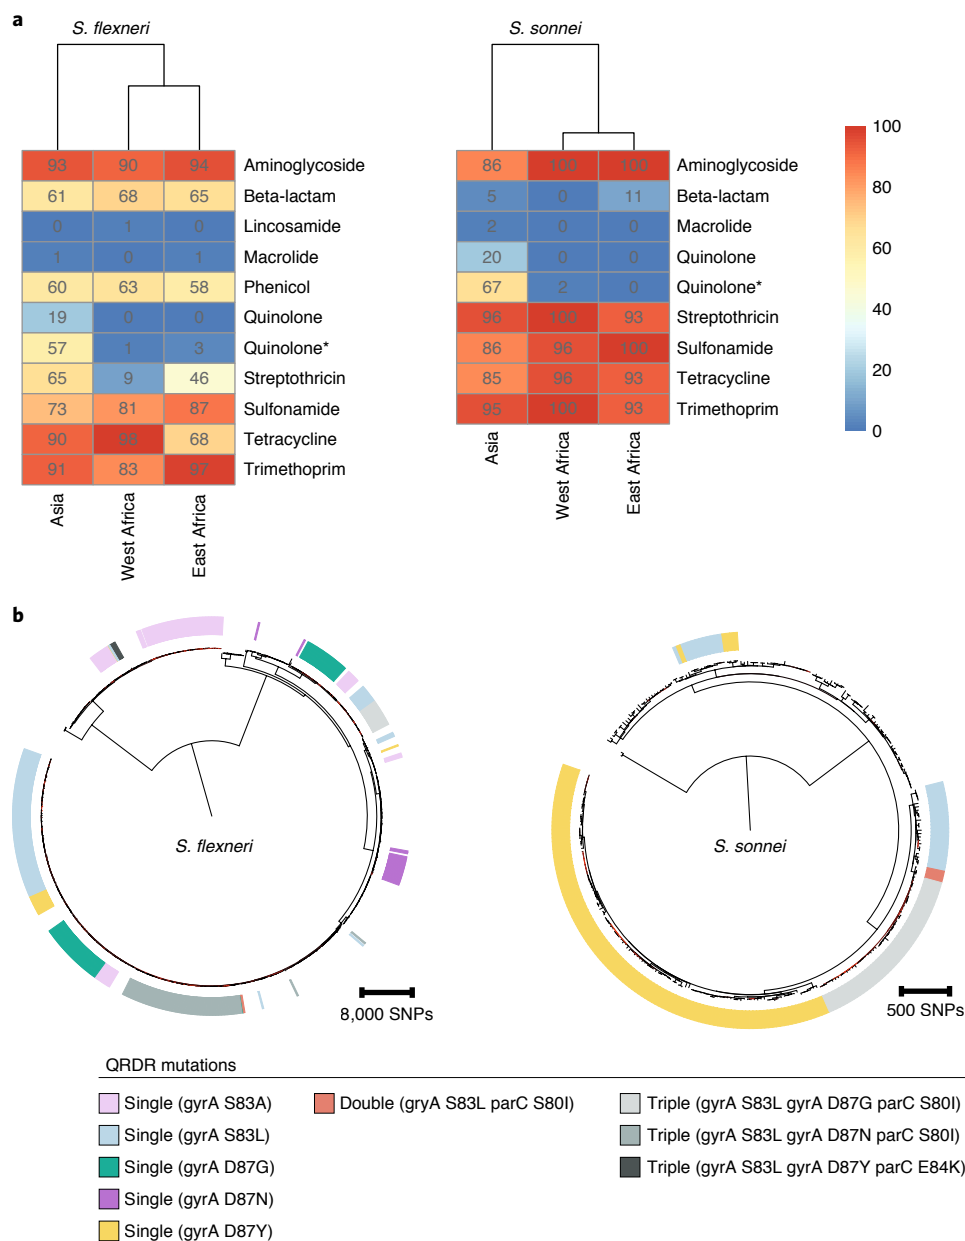 a
S. flexneri
S. sonnei
93 90 94 Aminoglycoside
61 68 65 Beta-lactam
0 1 0 Lincosamide
1 0 1 Macrolide
60 63 58 Phenicol
19 0 0 Quinolone
57 1 3 Quinolone*
65 9 46 Streptothricin
73 81 87 Sulfonamide
90 98 68 Tetracycline
91 83 97 Trimethoprim
Asia
West Africa
East Africa
86 100 100 Aminoglycoside
5 0 11 Beta-lactam
2 0 0 Macrolide
20 0 0 Quinolone
67 2 0 Quinolone*
96 100 93 Streptothricin
86 96 100 Sulfonamide
85 96 93 Tetracycline
95 100 93 Trimethoprim
Asia
West Africa
East Africa
100
80
60
40
20
0
b
S. flexneri
8,000 SNPs
S. sonnei
500 SNPs
QRDR mutations
Single (gyrA S83A)
Single (gyrA S83L)
Single (gyrA D87G)
Single (gyrA D87N)
Single (gyrA D87Y)
Double (gryA S83L parC S80I)
Triple (gyrA S83L gyrA D87G parC S80I)
Triple (gyrA S83L gyrA D87N parC S80I)
Triple (gyrA S83L gyrA D87Y parC E84K)